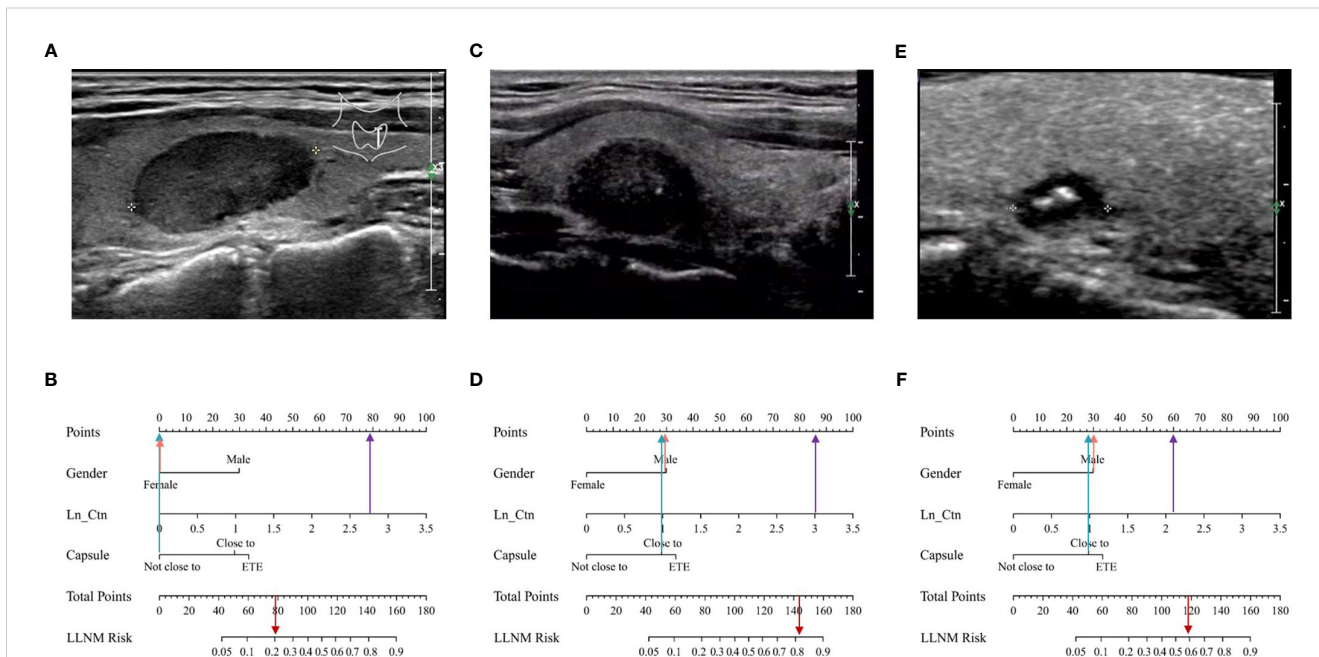 A
C
E
T
X
X
X
B
Points
0 10 20 30 40 50 60 70 80 90 100
Gender
Male
Female
Ln_Ctn
0 0.5 1 1.5 2 2.5 3 3.5
Capsule
Close to
Not close to ETE
Total Points
0 20 40 60 80 100 120 140 160 180
LLNM Risk
0.05 0.1 0.2 0.3 0.4 0.5 0.6 0.7 0.8 0.9
D
Points
0 10 20 30 40 50 60 70 80 90 100
Gender
Male
Female
Ln_Ctn
0 0.5 1 1.5 2 2.5 3 3.5
Capsule
Close to
Not close to ETE
Total Points
0 20 40 60 80 100 120 140 160 180
LLNM Risk
0.05 0.1 0.2 0.3 0.4 0.5 0.6 0.7 0.8 0.9
F
Points
0 10 20 30 40 50 60 70 80 90 100
Gender
Male
Female
Ln_Ctn
0 0.5 1 1.5 2 2.5 3 3.5
Capsule
Close to
Not close to ETE
Total Points
0 20 40 60 80 100 120 140 160 180
LLNM Risk
0.05 0.1 0.2 0.3 0.4 0.5 0.6 0.7 0.8 0.9